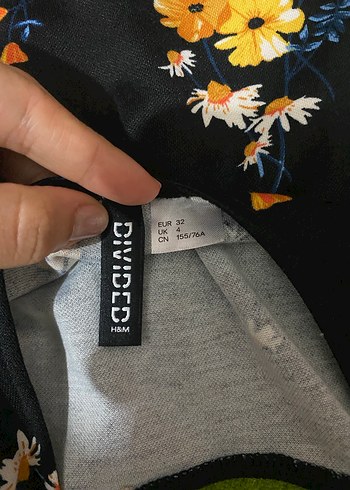 DIVIDED
H&M
EUR 32
UK 4
CN 155/76A